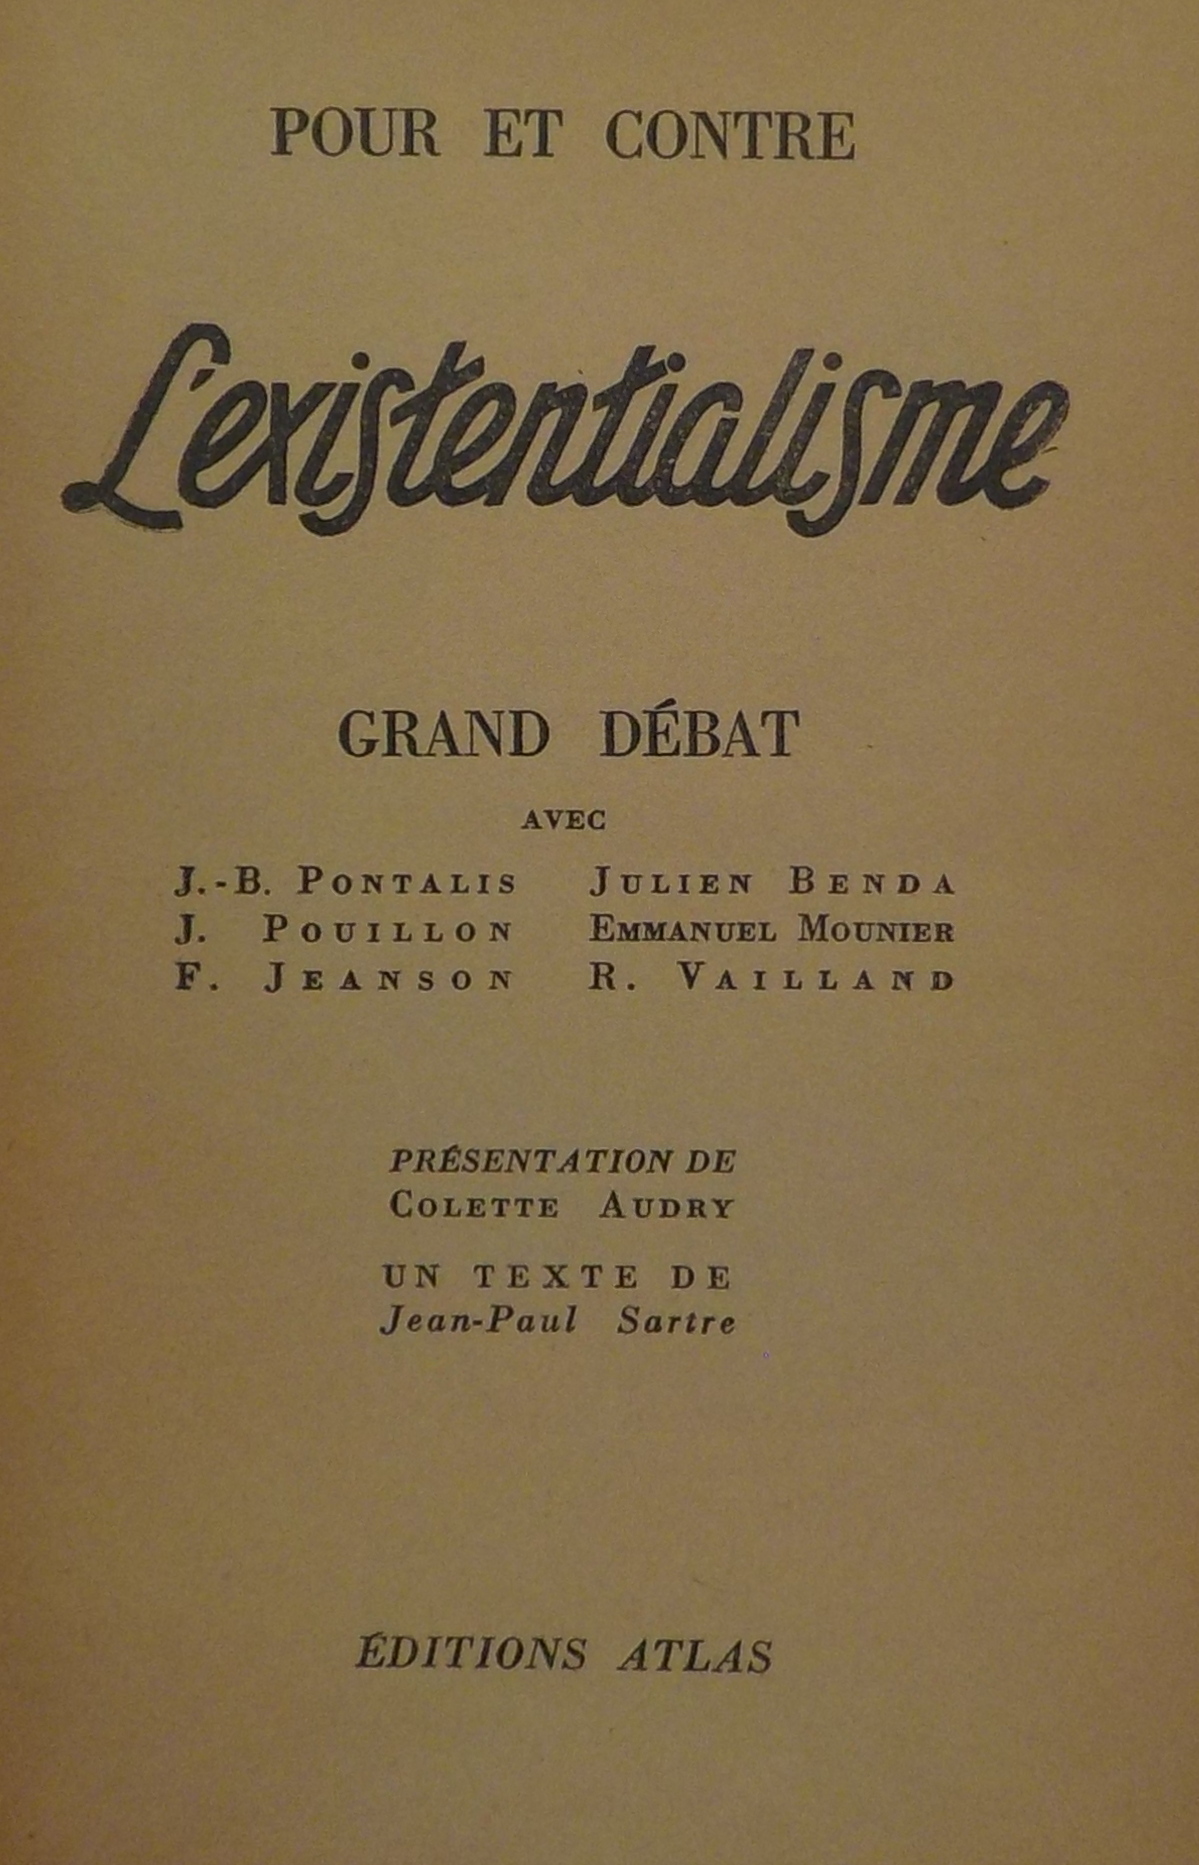 POUR ET CONTRE
L'existentialisme
GRAND DÉBAT
AVEC
J.-B. PONTALIS JULIEN BENDA
J. POUILLON EMMANUEL MOUNIER
F. JEANSON R. VAILLAND
PRÉSENTATION DE
COLETTE AUDRY
UN TEXTE DE
Jean-Paul Sartre
ÉDITIONS ATLAS